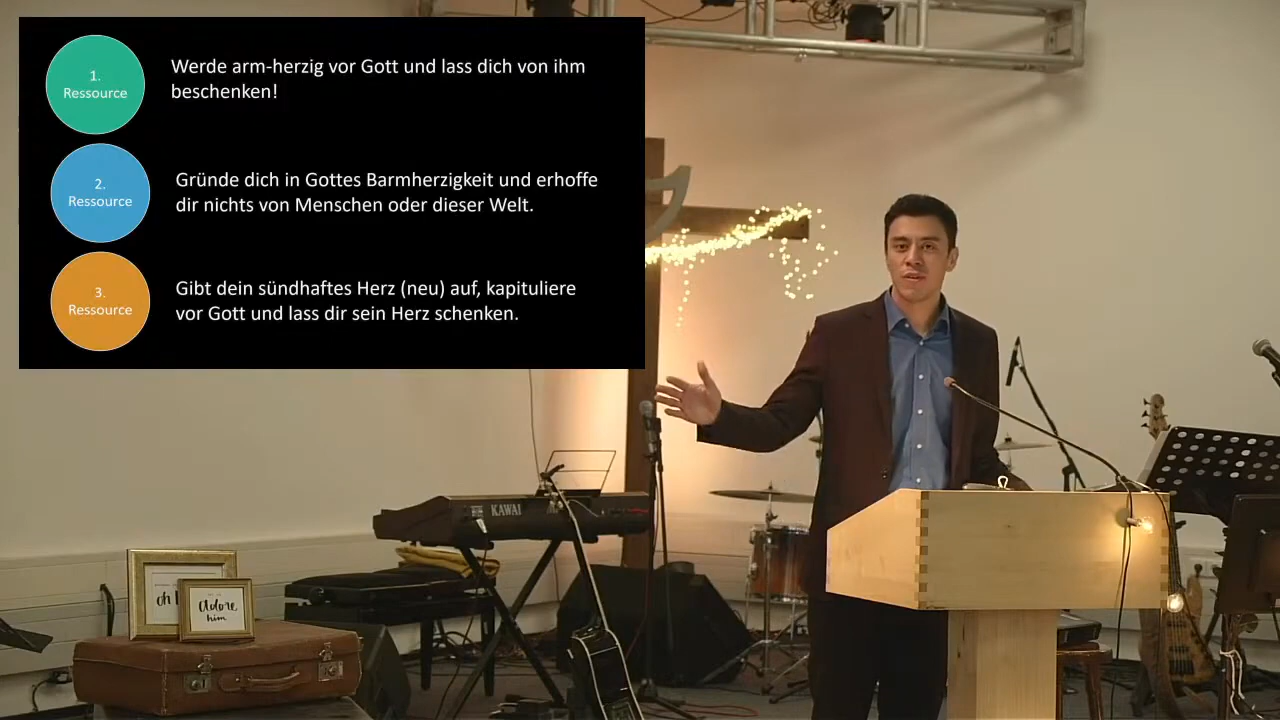 1.
Ressource
Werde arm-herzig vor Gott und lass dich von ihm
beschenken!
2.
Ressource
Gründe dich in Gottes Barmherzigkeit und erhoffe
dir nichts von Menschen oder dieser Welt.
3.
Ressource
Gibt dein sündhaftes Herz (neu) auf, kapituliere
vor Gott und lass dir sein Herz schenken.
KAWAI
oh
adore
him